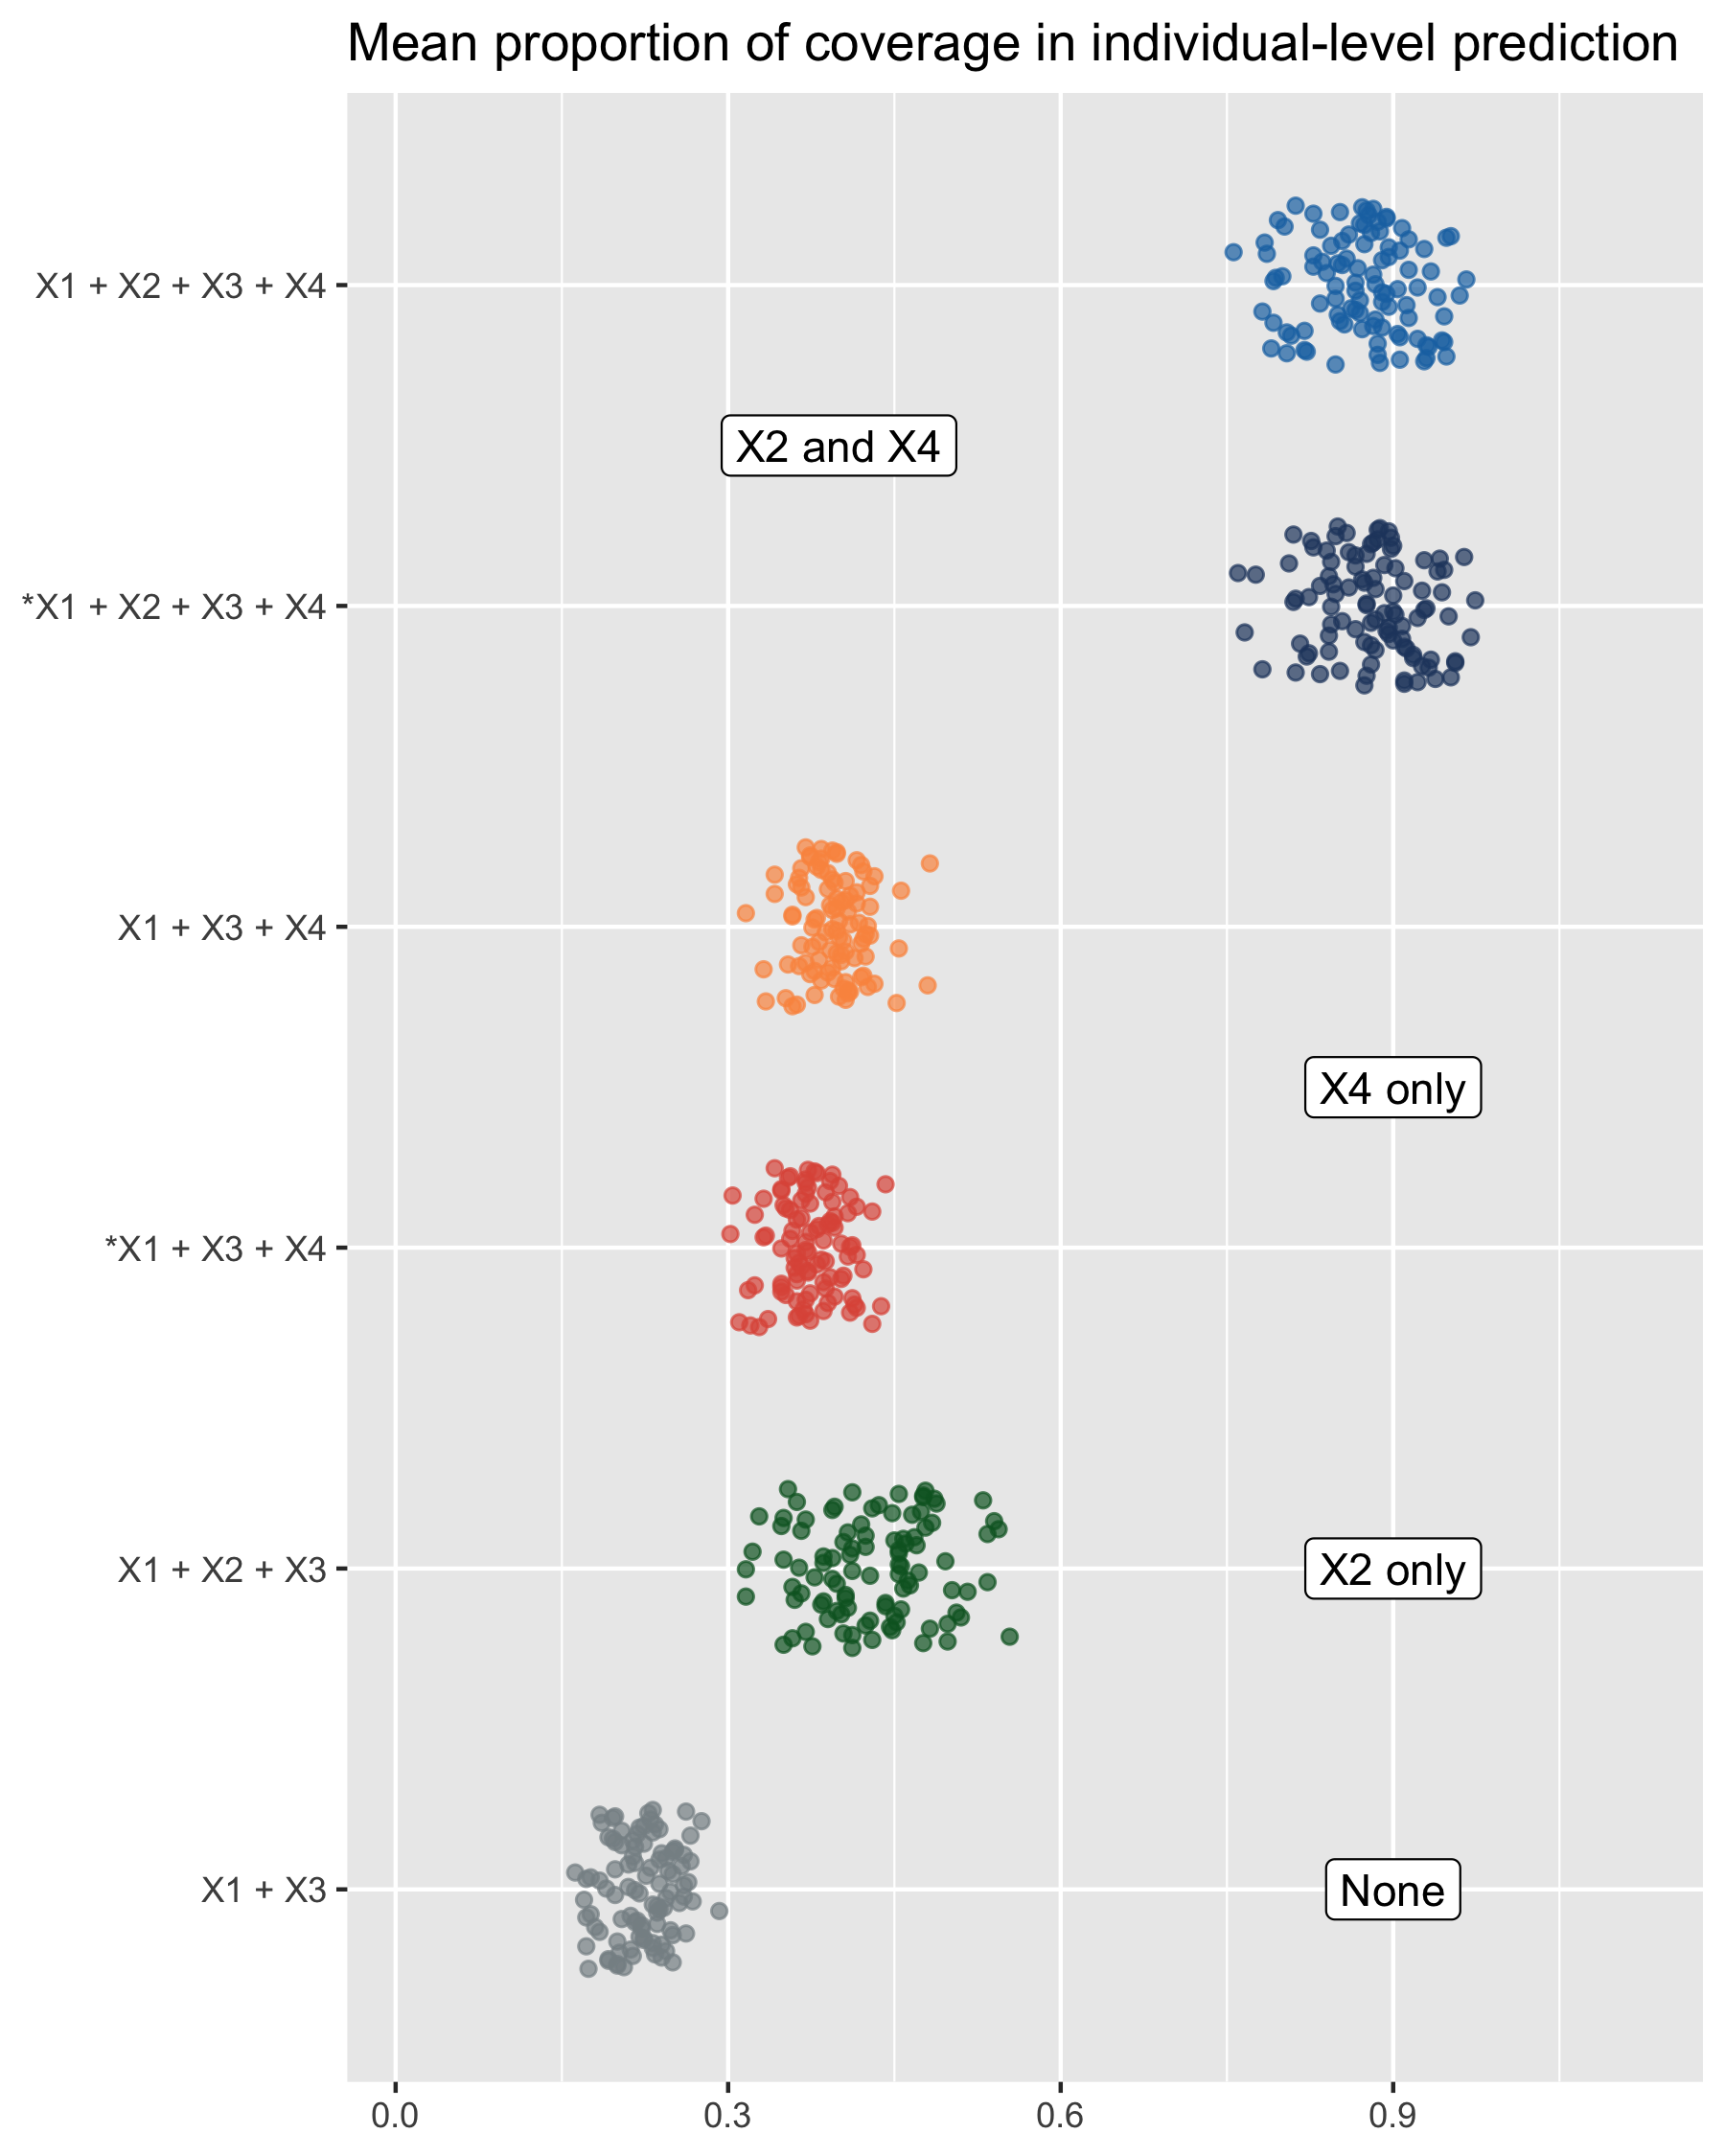 Mean proportion of coverage in individual-level prediction
X1 + X2 + X3 + X4
X2 and X4
*X1 + X2 + X3 + X4
X1 + X3 + X4
X4 only
*X1 + X3 + X4
X1 + X2 + X3
X2 only
X1 + X3
None
0.0 0.3 0.6 0.9